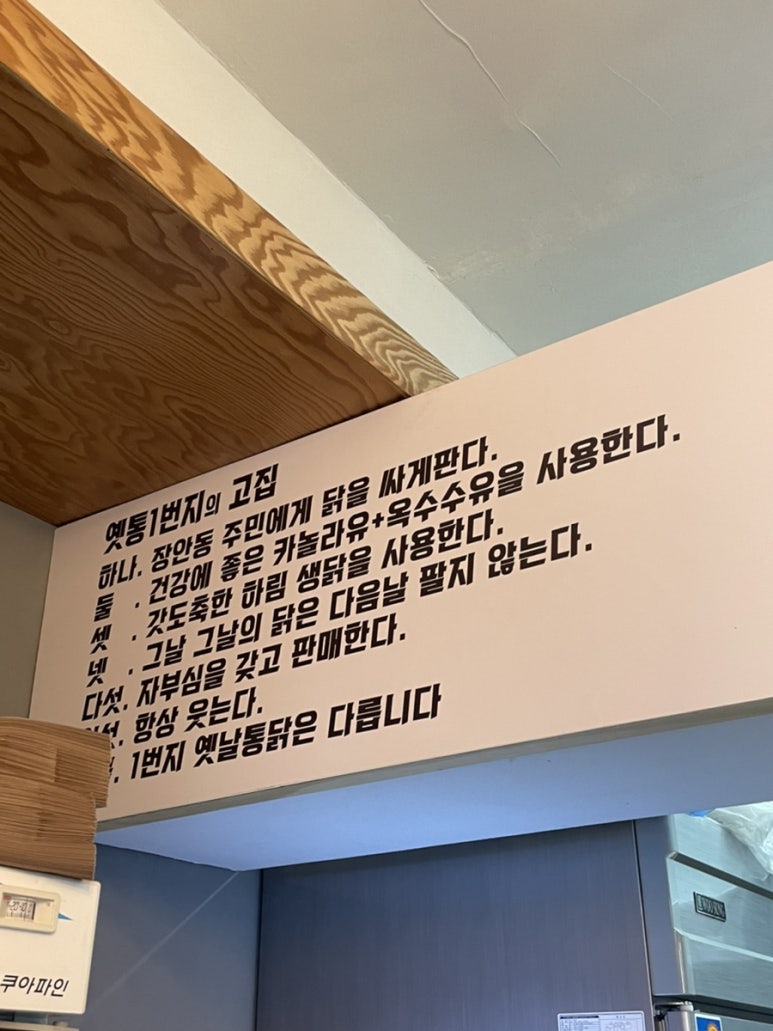 옛통1번지의 고집
하나. 장안동 주민에게 닭을 싸게판다.
둘 . 건강에 좋은 카놀라유+옥수수유을 사용한다.
셋 . 갓도축한 하림 생닭을 사용한다.
넷 . 그날 그날의 닭은 다음날 팔지 않는다.
다섯. 자부심을 갖고 판매한다.
항상 웃는다.
1번지 옛날통닭은 다릅니다
쿠아파인